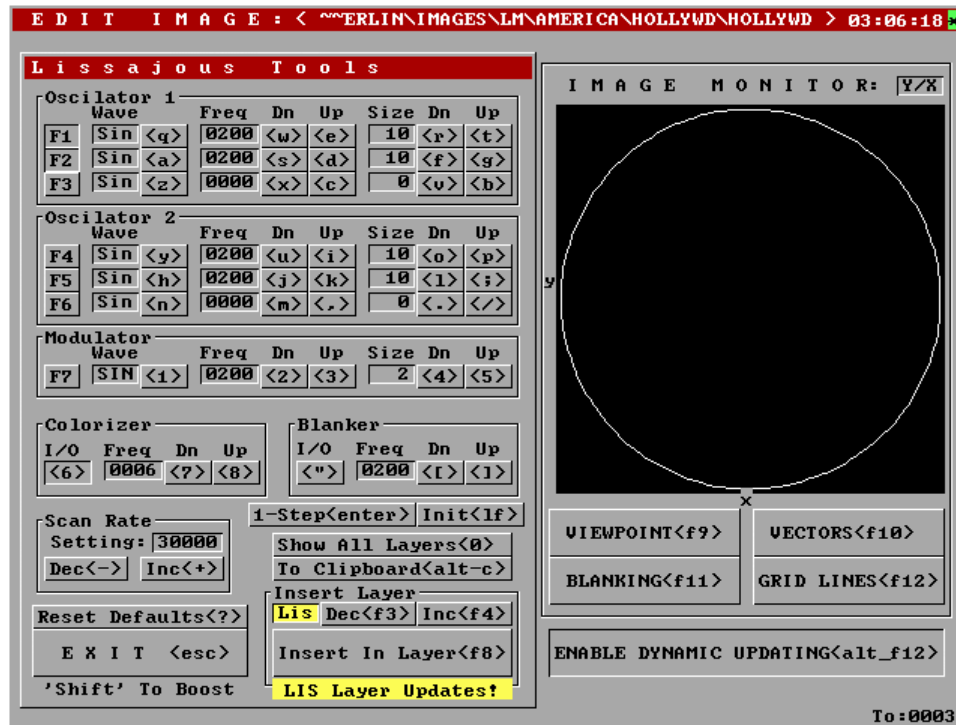 EDIT IMAGE:< ~~ERLIN\IMAGES\LM\AMERICA\HOLLYWD\HOLLYWD > 03:06:18 *
Lissajous Tools
Oscilator 1
Wave Freq Dn Up Size Dn Up
F1 Sin <q> 0200 <w> <e> 10 <r> <t>
F2 Sin <a> 0200 <s> <d> 10 <f> <g>
F3 Sin <z> 0000 <x> <c> 0 <v> <b>
Oscilator 2
Wave Freq Dn Up Size Dn Up
F4 Sin <y> 0200 <u> <i> 10 <o> <p>
F5 Sin <h> 0200 <j> <k> 10 <l> <;>
F6 Sin <n> 0000 <m> <,> 0 <.> </>
Modulator
Wave Freq Dn Up Size Dn Up
F7 SIN <1> 0200 <2> <3> 2 <4> <5>
Colorizer
I/O Freq Dn Up
<6> 0006 <7> <8>
Blanker
I/O Freq Dn Up
<"> 0200 <[> <]>
1-Step<enter> Init<lf>
Scan Rate
Setting: 30000
Dec<-> Inc<+>
Show All Layers<0>
To Clipboard<alt-c>
Insert Layer
Lis Dec<f3> Inc<f4>
Insert In Layer<f8>
LIS Layer Updates!
Reset Defaults<?>
EXIT <esc>
'Shift' To Boost
IMAGE MONITOR: Y/X
y
x
VIEWPOINT<f9> VECTORS<f10>
BLANKING<f11> GRID LINES<f12>
ENABLE DYNAMIC UPDATING<alt_f12>
To:0003